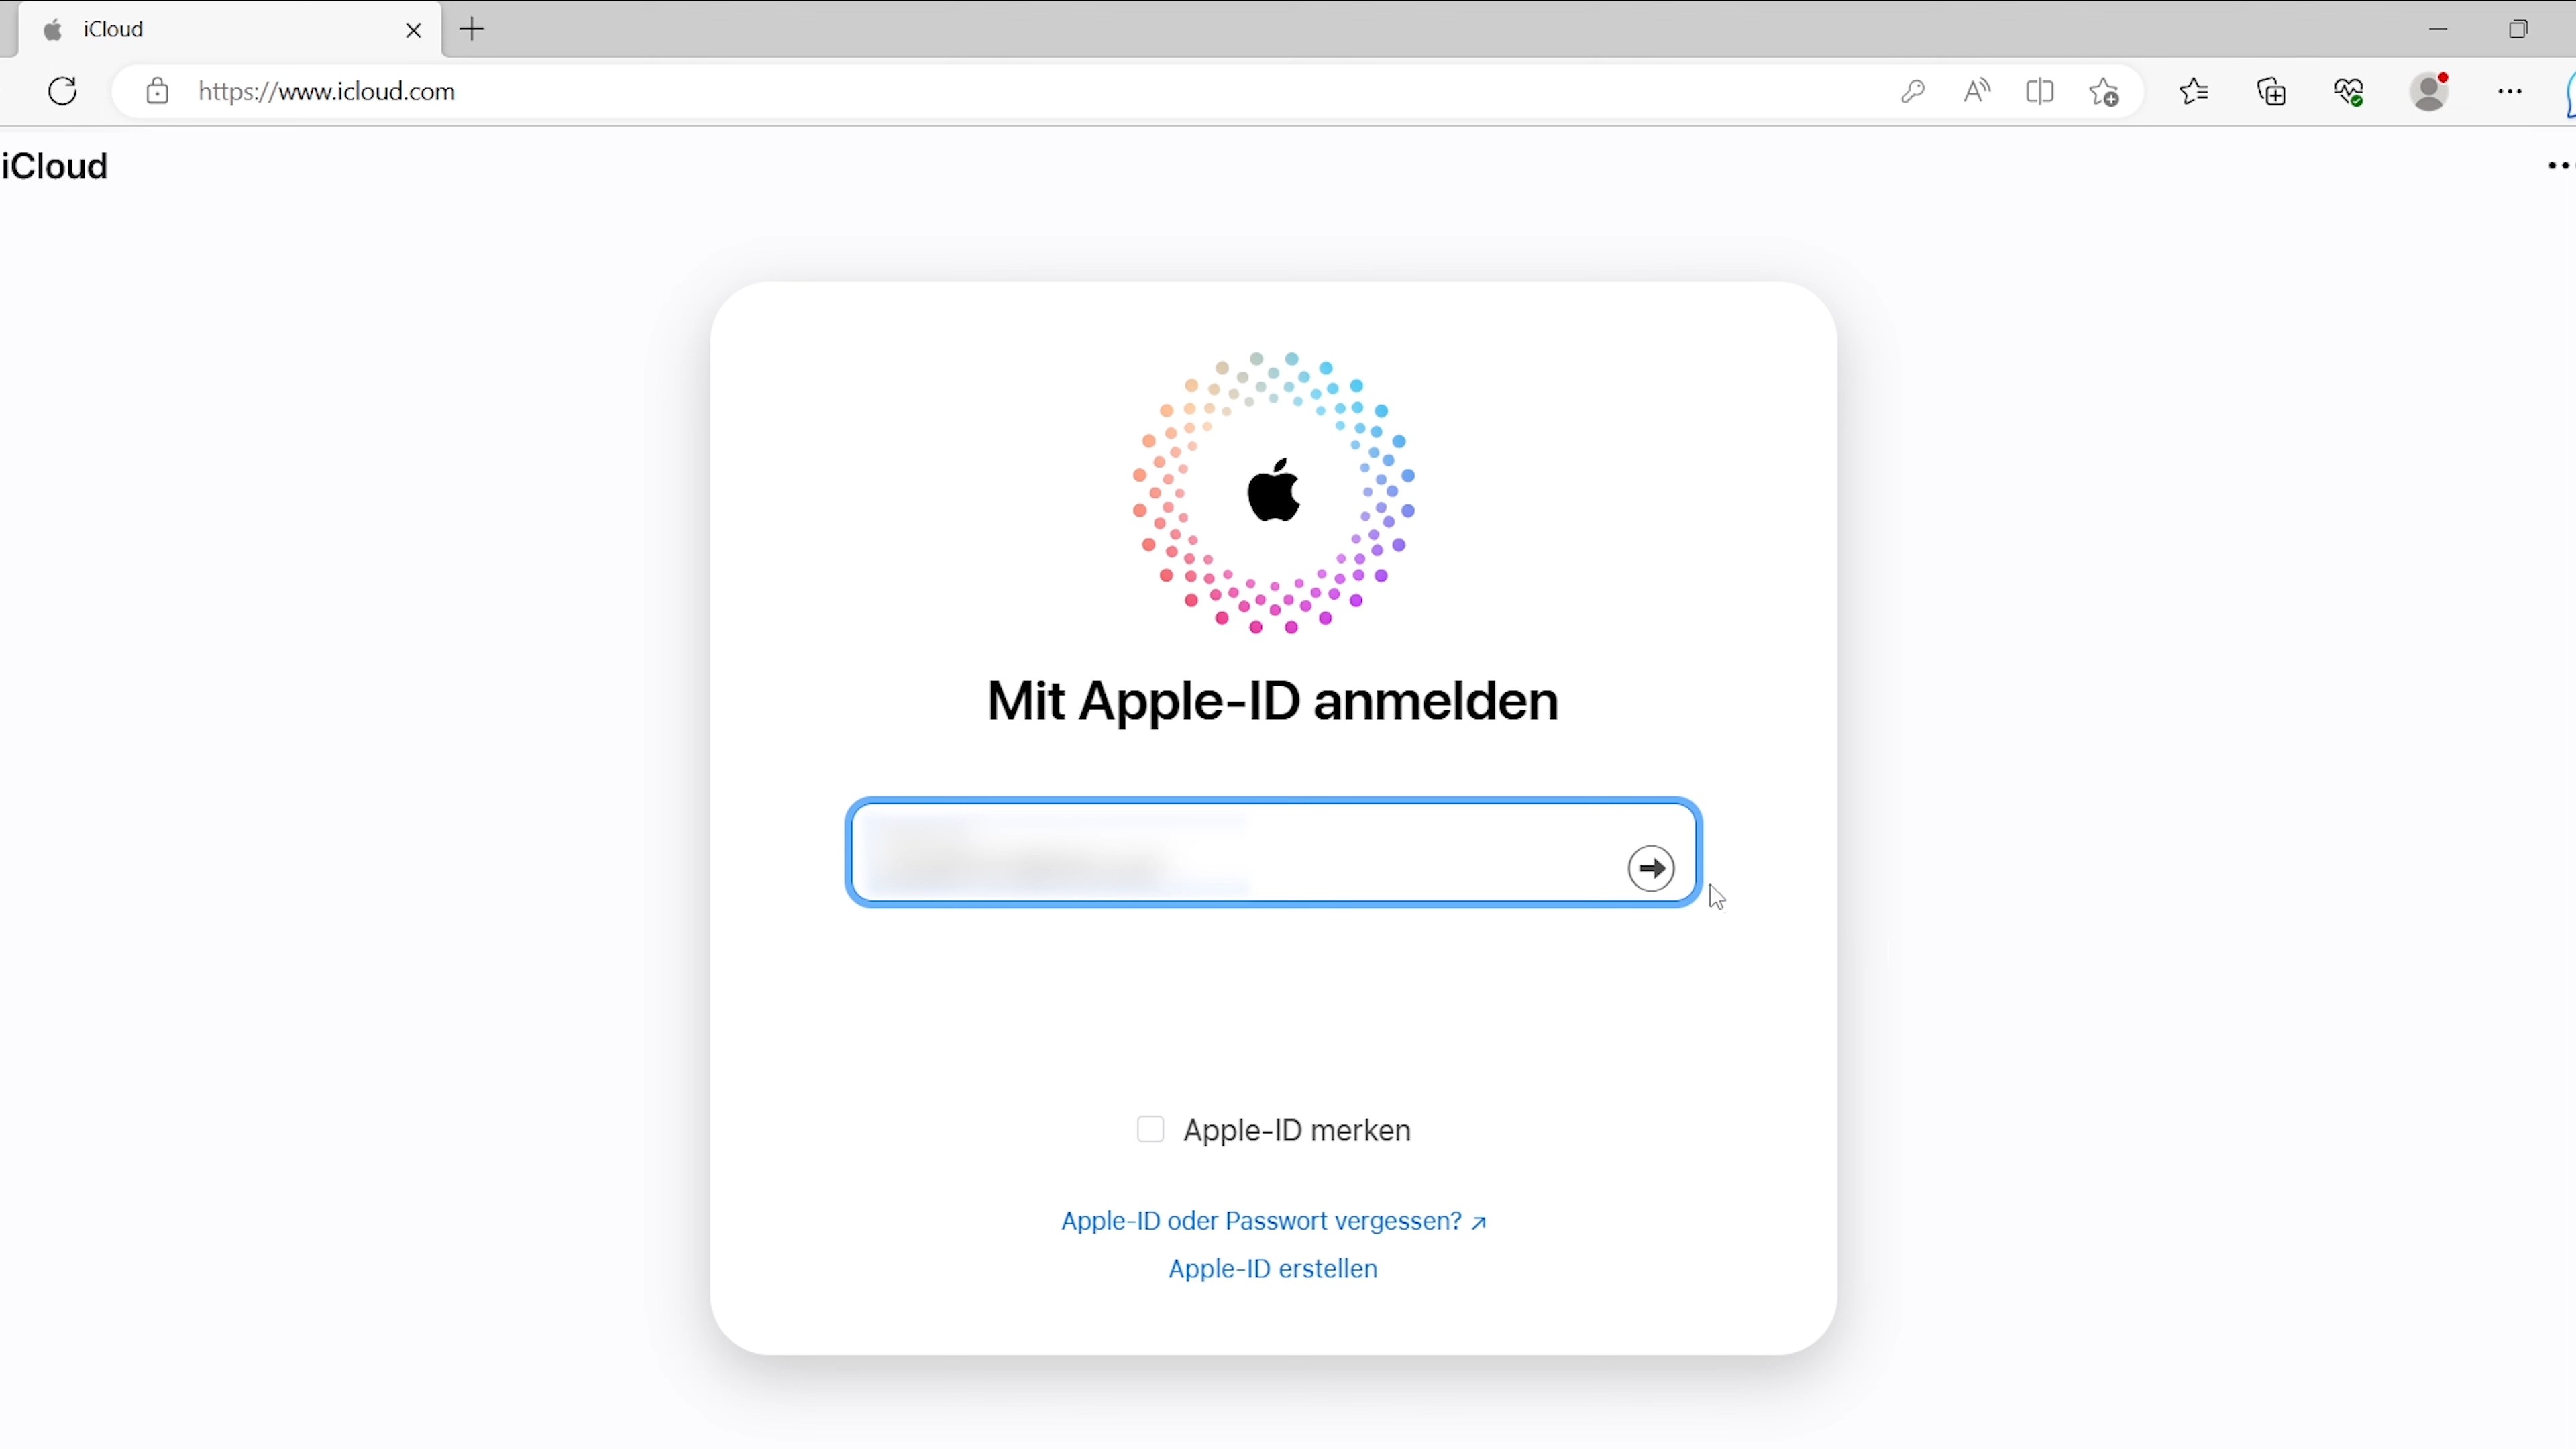 iCloud
https://www.icloud.com
iCloud
Mit Apple-ID anmelden
Apple-ID merken
Apple-ID oder Passwort vergessen? ↗
Apple-ID erstellen